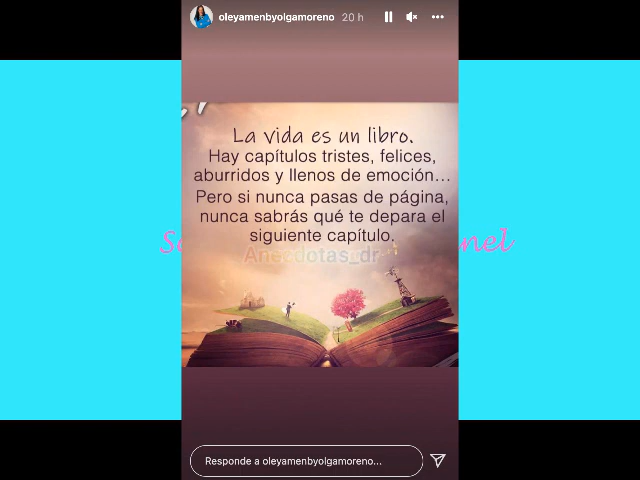 oleyamenbyolgamoreno 20 h
La vida es un libro.
Hay capítulos tristes, felices,
aburridos y llenos de emoción...
Pero si nunca pasas de página,
nunca sabrás qué te depara el
siguiente capítulo.
Anecdotas_dr
Responde a oleyamenbyolgamoreno...